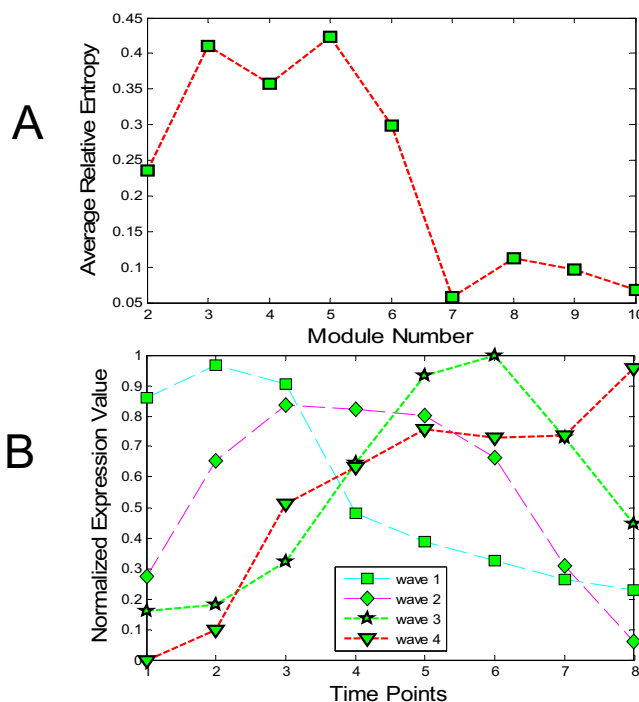 A
Average Relative Entropy
0.45
0.4
0.35
0.3
0.25
0.2
0.15
0.1
0.05
2 3 4 5 6 7 8 9 10
Module Number
B
Normalized Expression Value
1
0.9
0.8
0.7
0.6
0.5
0.4
0.3
0.2
0.1
0
1 2 3 4 5 6 7 8
Time Points
wave 1
wave 2
wave 3
wave 4